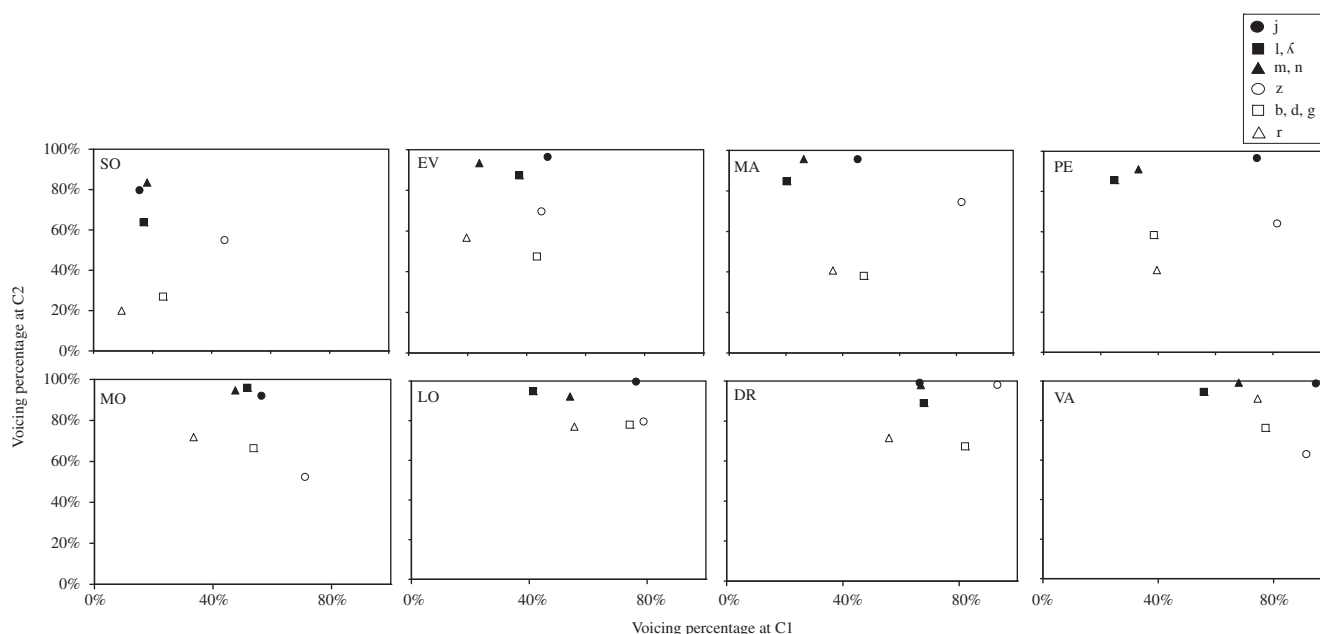 j
l, ʎ
m, n
z
b, d, g
r
100%
80%
60%
40%
20%
0%
SO
EV
MA
PE
100%
80%
60%
40%
20%
0%
MO
LO
DR
VA
0%
40%
80%
0%
40%
80%
0%
40%
80%
0%
40%
80%
Voicing percentage at C2
Voicing percentage at C1